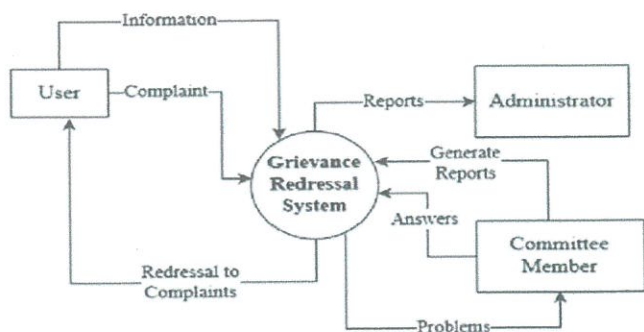 Information
User
Complaint
Reports
Administrator
Grievance
Redressal
System
Generate
Reports
Answers
Committee
Member
Redressal to
Complaints
Problems